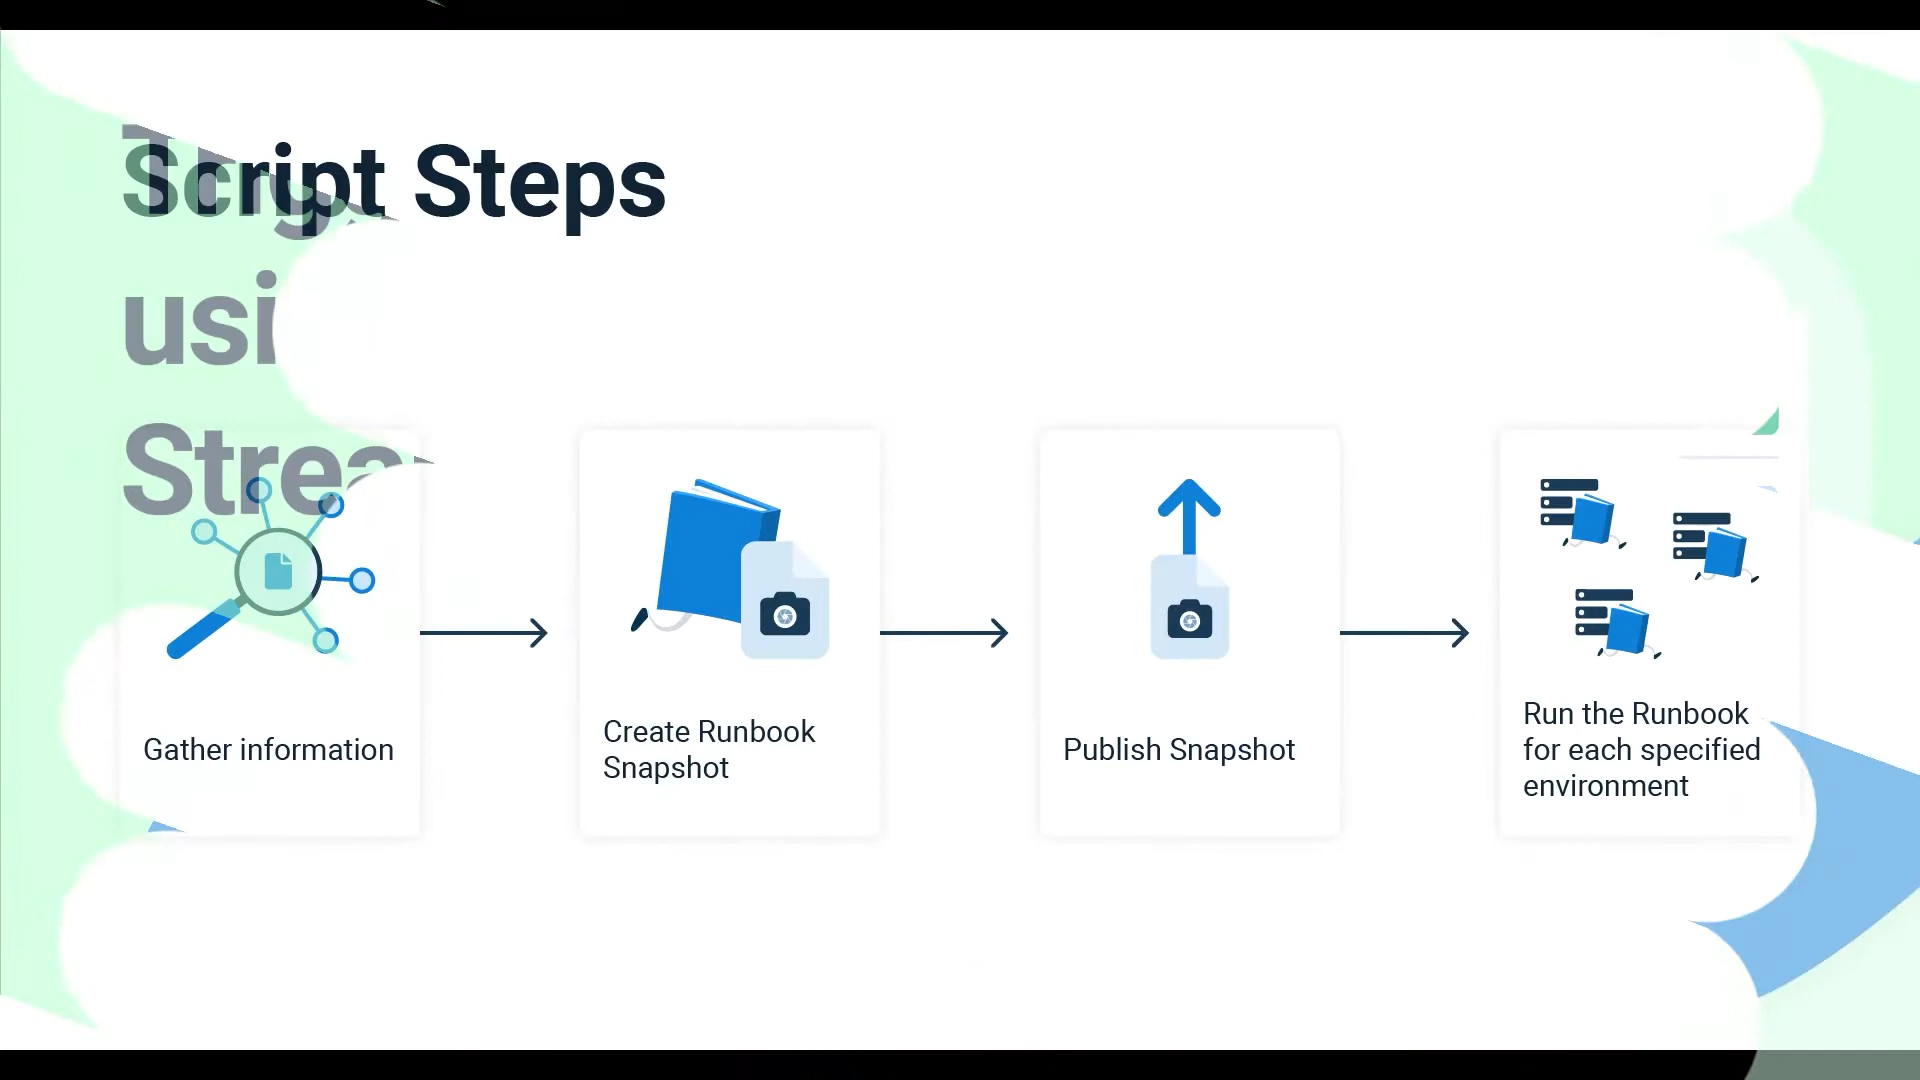 Script Steps
Gather information
Create Runbook
Snapshot
Publish Snapshot
Run the Runbook
for each specified
environment